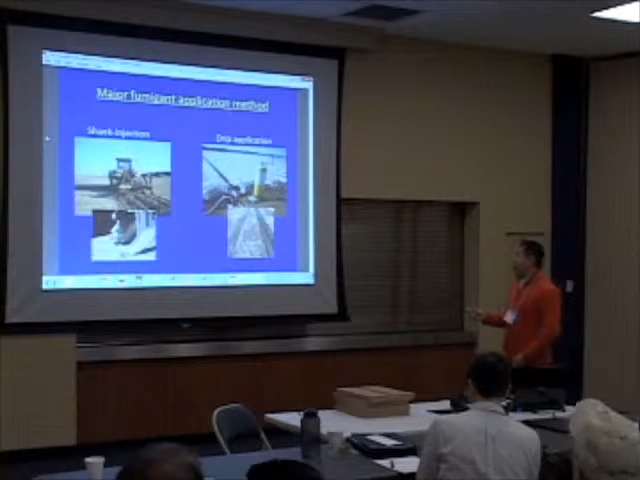 Major fumigant application method
Shank-injection
Drip application